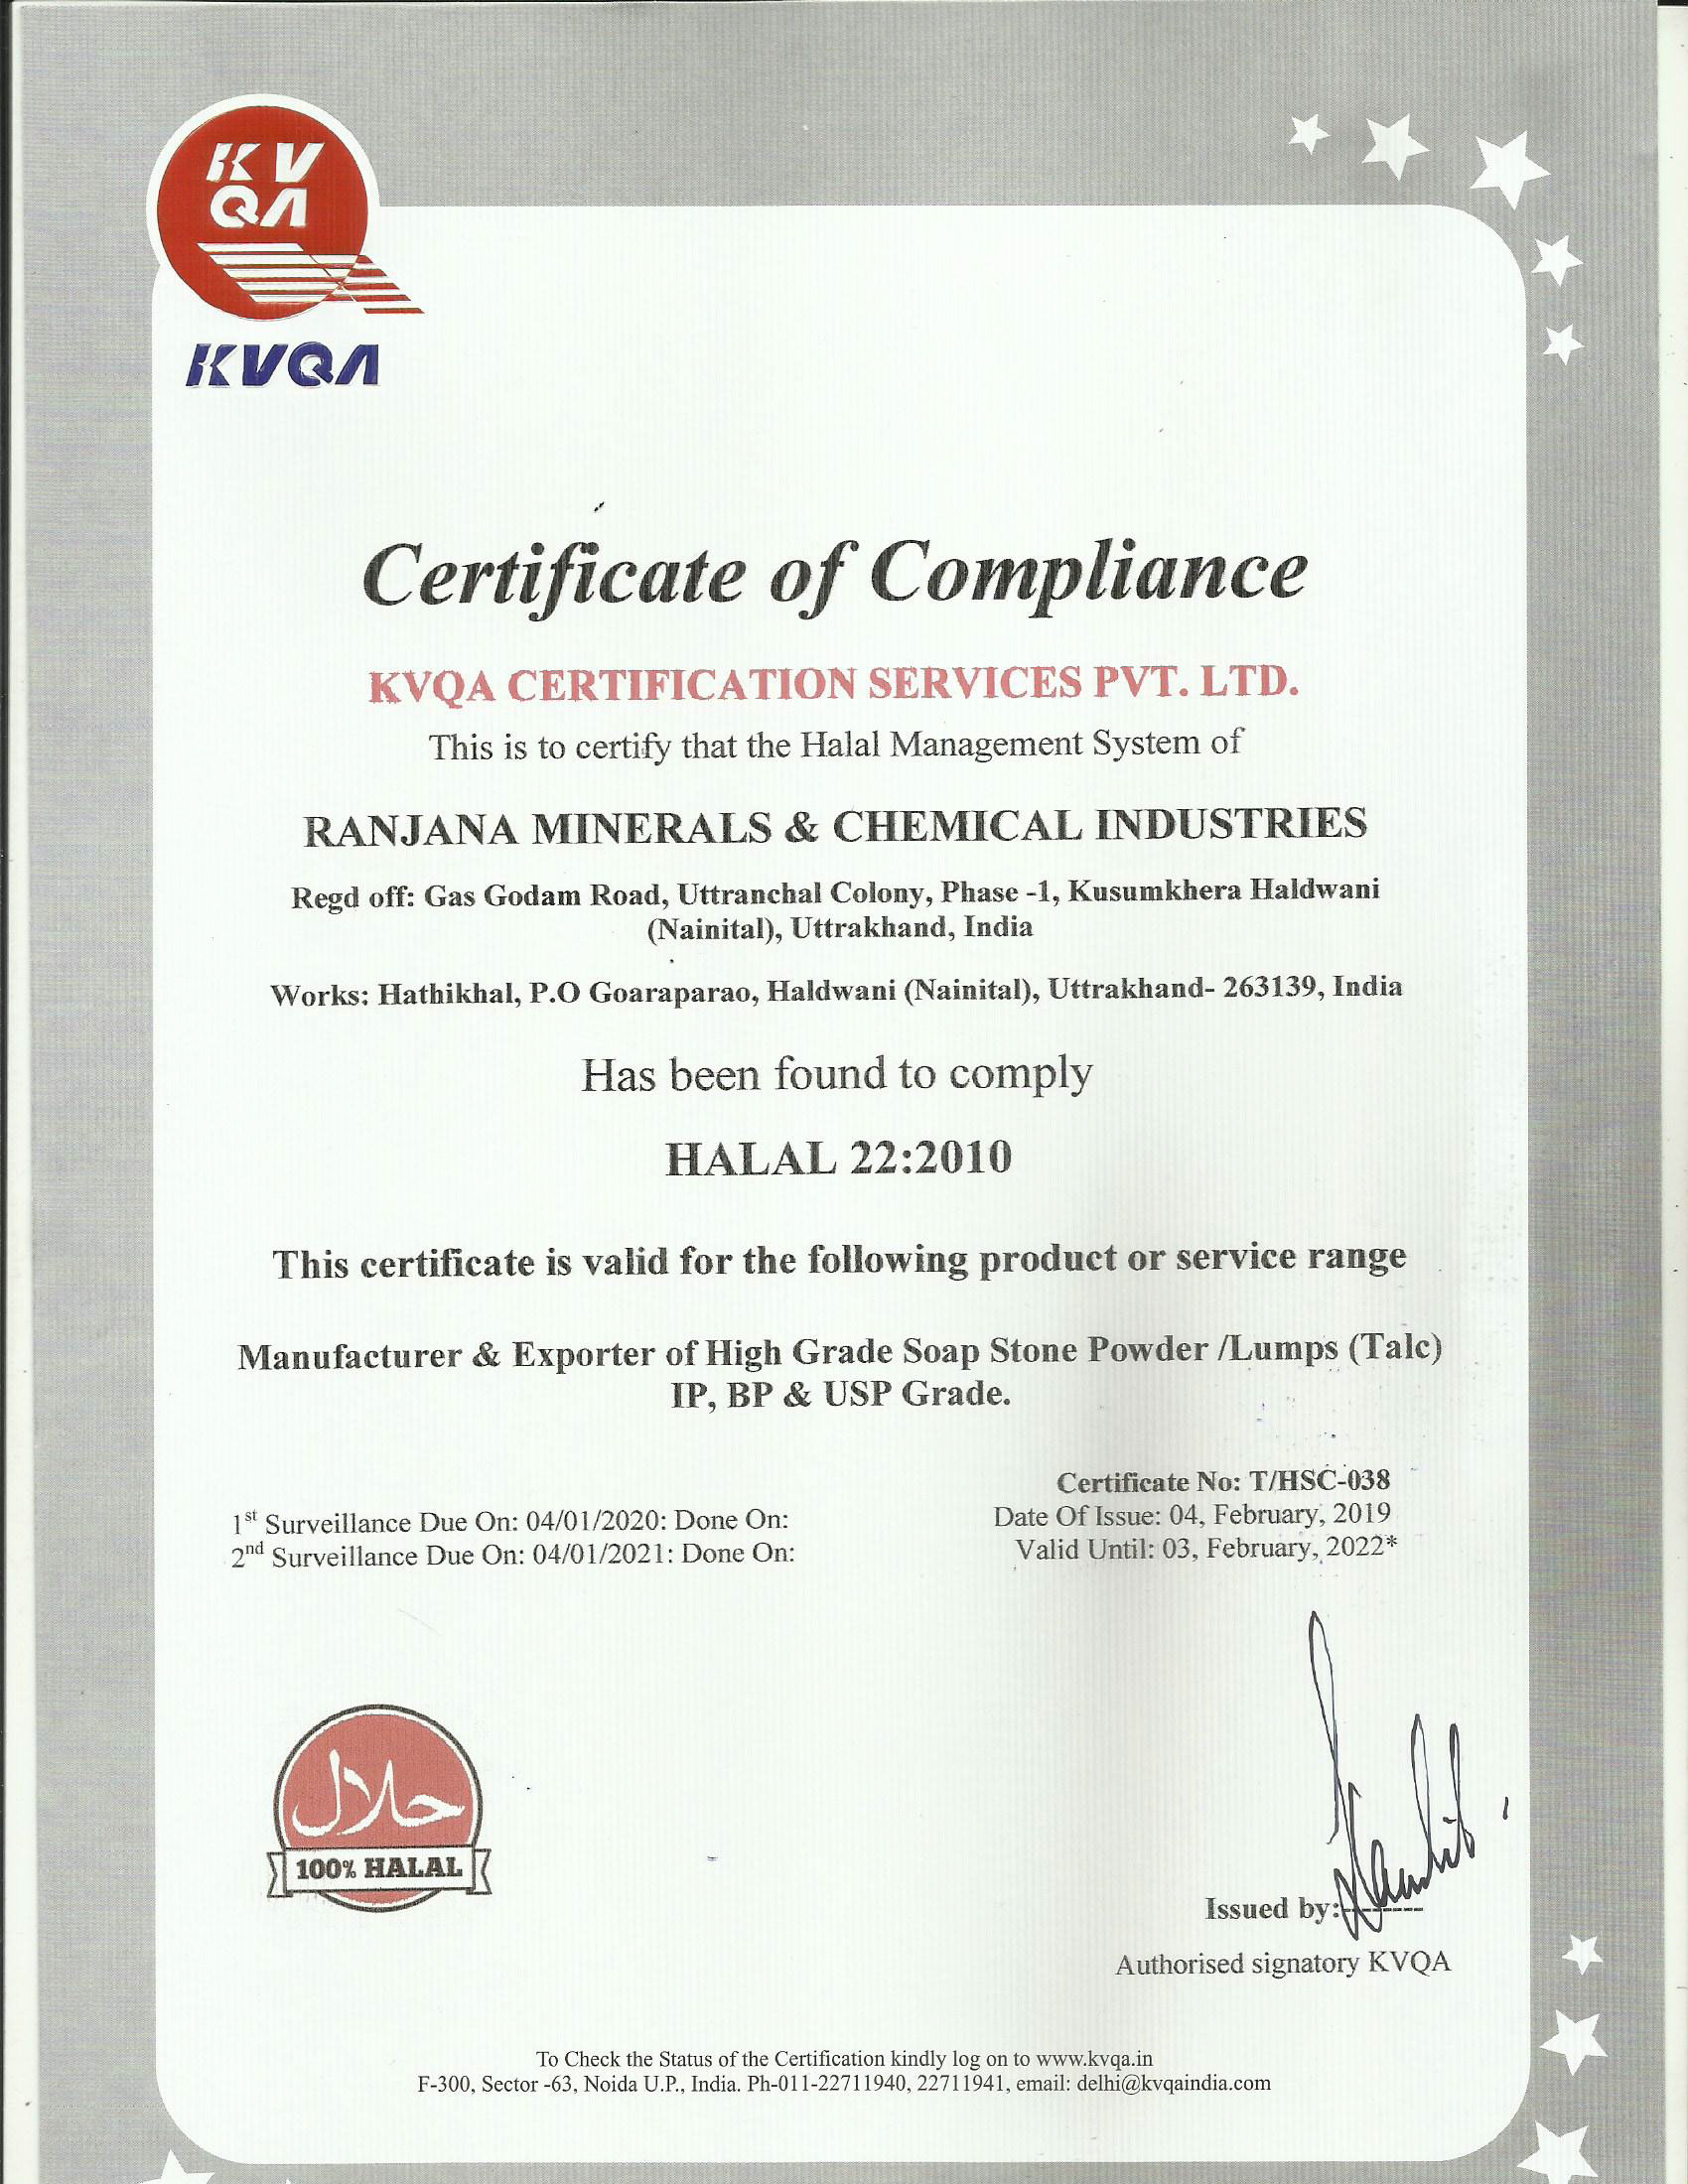 KV
QA
KVQA
Certificate of Compliance
KVQA CERTIFICATION SERVICES PVT. LTD.
This is to certify that the Halal Management System of
RANJANA MINERALS & CHEMICAL INDUSTRIES
Regd off: Gas Godam Road, Uttranchal Colony, Phase -1, Kusumkhera Haldwani
(Nainital), Uttrakhand, India
Works: Hathikhal, P.O Goaraparao, Haldwani (Nainital), Uttrakhand- 263139, India
Has been found to comply
HALAL 22:2010
This certificate is valid for the following product or service range
Manufacturer & Exporter of High Grade Soap Stone Powder /Lumps (Talc)
IP, BP & USP Grade.
Certificate No: T/HSC-038
1st Surveillance Due On: 04/01/2020: Done On:
Date Of Issue: 04, February, 2019
2nd Surveillance Due On: 04/01/2021: Done On:
Valid Until: 03, February, 2022*
حلال
100% HALAL
Issued by:
Authorised signatory KVQA
To Check the Status of the Certification kindly log on to www.kvqa.in
F-300, Sector -63, Noida U.P., India. Ph-011-22711940, 22711941, email: delhi@kvqaindia.com